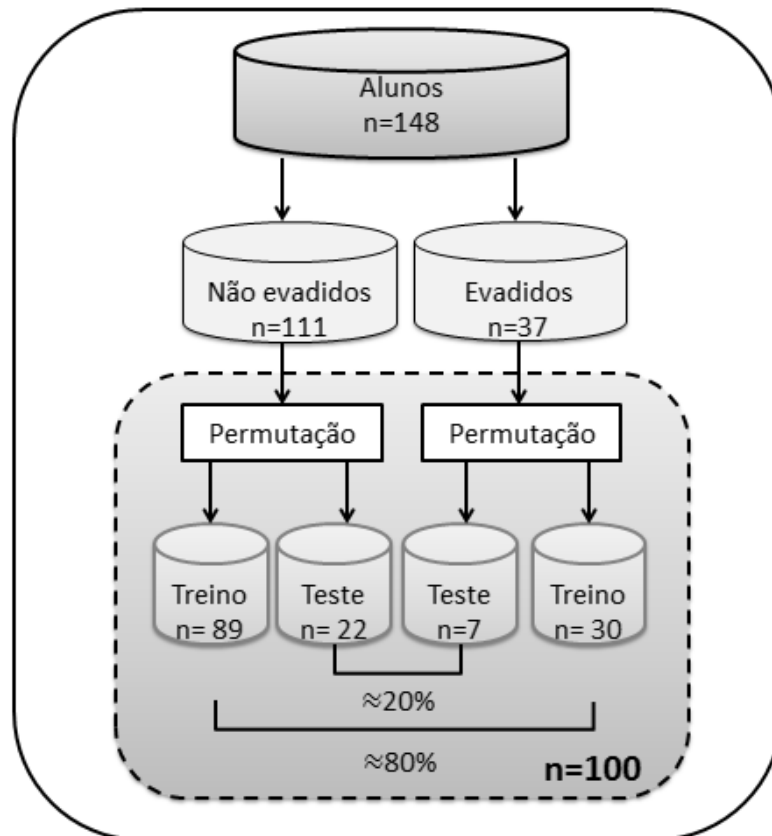 Alunos
n=148
Não evadidos
n=111
Evadidos
n=37
Permutação
Permutação
Treino
n= 89
Teste
n= 22
Teste
n=7
Treino
n= 30
≈20%
≈80%
n=100